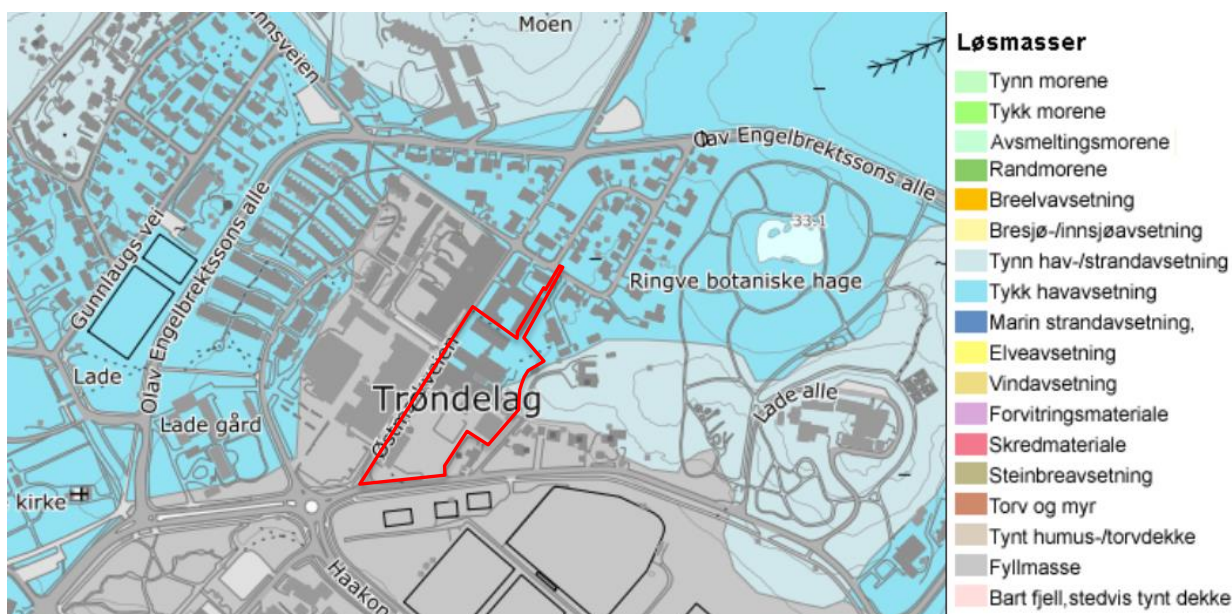 Moen
nnsveien
Olav Engelbrektssons alle
33.1
Ringve botaniske hage
Gunnlaugs vei
Olav Engelbrektssons alle
Lade
Lade gård
Trøndelag
Østmarkveien
Lade alle
kirke
Haakon
Løsmasser
Tynn morene
Tykk morene
Avsmeltingsmorene
Randmorene
Breelvavsetning
Bresjø-/innsjøavsetning
Tynn hav-/strandavsetning
Tykk havavsetning
Marin strandavsetning,
Elveavsetning
Vindavsetning
Forvitringsmateriale
Skredmateriale
Steinbreavsetning
Torv og myr
Tynt humus-/torvdekke
Fyllmasse
Bart fjell,stedvis tynt dekke